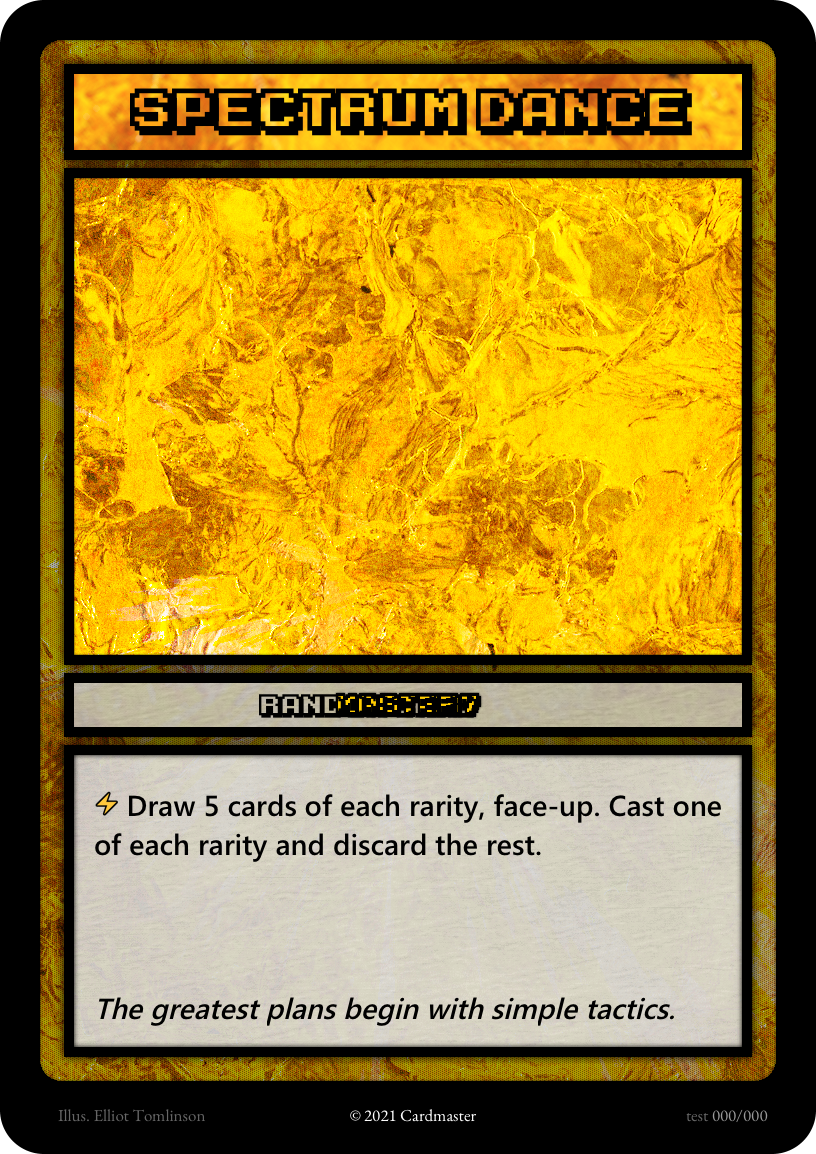 SPECTRUM DANCE
⚡ Draw 5 cards of each rarity, face-up. Cast one
of each rarity and discard the rest.
The greatest plans begin with simple tactics.
Illus. Elliot Tomlinson
© 2021 Cardmaster
test 000/000